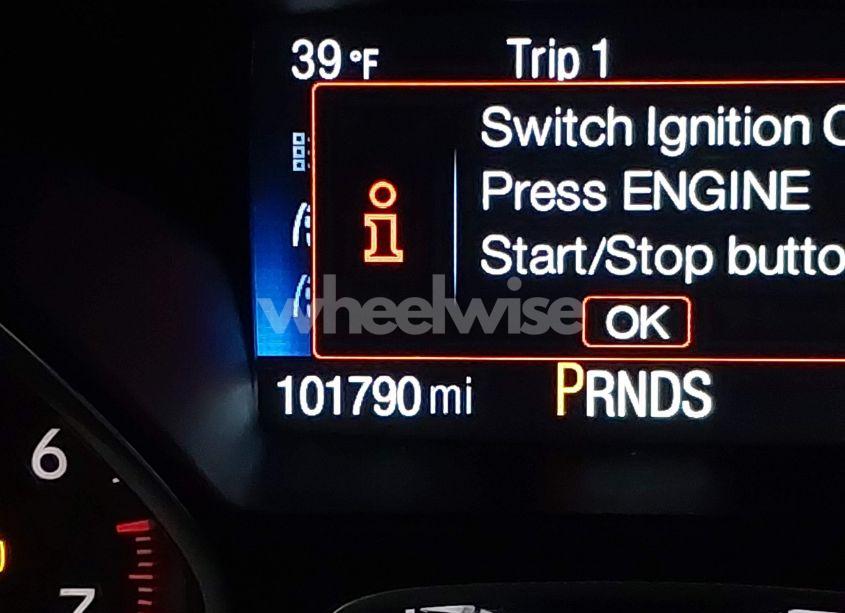 39 °F Trip 1
Switch Ignition
Press ENGINE
Start/Stop
OK
wheelwise
101790 mi PRNDS
6
7